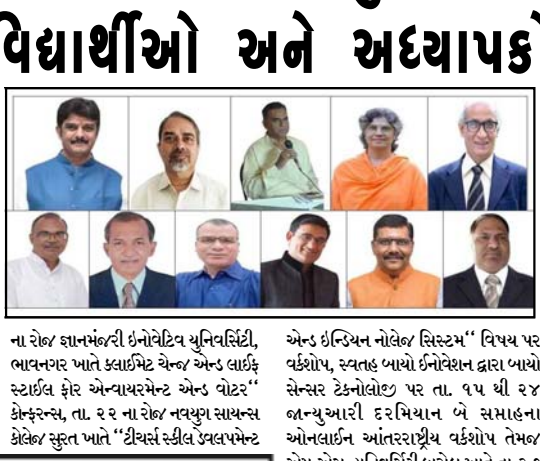 વિદ્યાર્થીઓ અને અધ્યાપકો
ના રોજ જ્ઞાનમંજરી ઇનોવેટિવ યુનિવર્સિટી,
ભાવનગર ખાતે ક્લાઈમેટ ચેન્જ એન્ડ લાઈફ
સ્ટાઈલ ફોર એન્વાયરમેન્ટ એન્ડ વોટર‘‘
કોન્ફરન્સ, તા. ૨૨ ના રોજ નવયુગ સાયન્સ
કોલેજ સુરત ખાતે ‘‘ટીચર્સ સ્કીલ ડેવલપમેન્ટ
એન્ડ ઇન્ડિયન નોલેજ સિસ્ટમ‘‘ વિષય પર
વર્કશોપ, સ્વતહ બાયો ઈનોવેશન દ્વારા બાયો
સેન્સર ટેકનોલોજી પર તા. ૧૫ થી ૨૪
જાન્યુઆરી દરમિયાન બે સપ્તાહના
ઓનલાઈન આંતરરાષ્ટ્રીય વર્કશોપ તેમજ